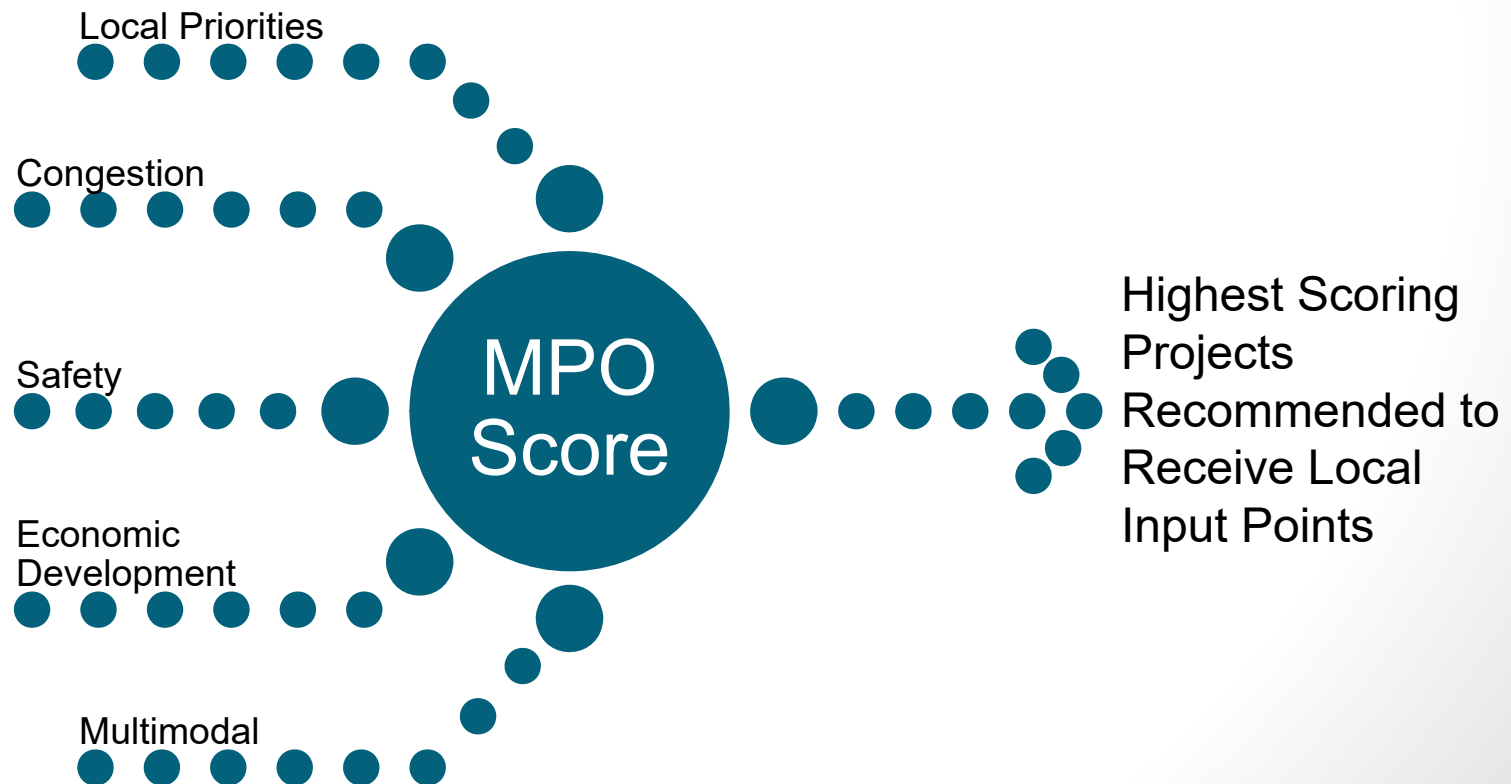 Local Priorities
Congestion
Safety
Economic
Development
Multimodal
MPO
Score
Highest Scoring
Projects
Recommended to
Receive Local
Input Points